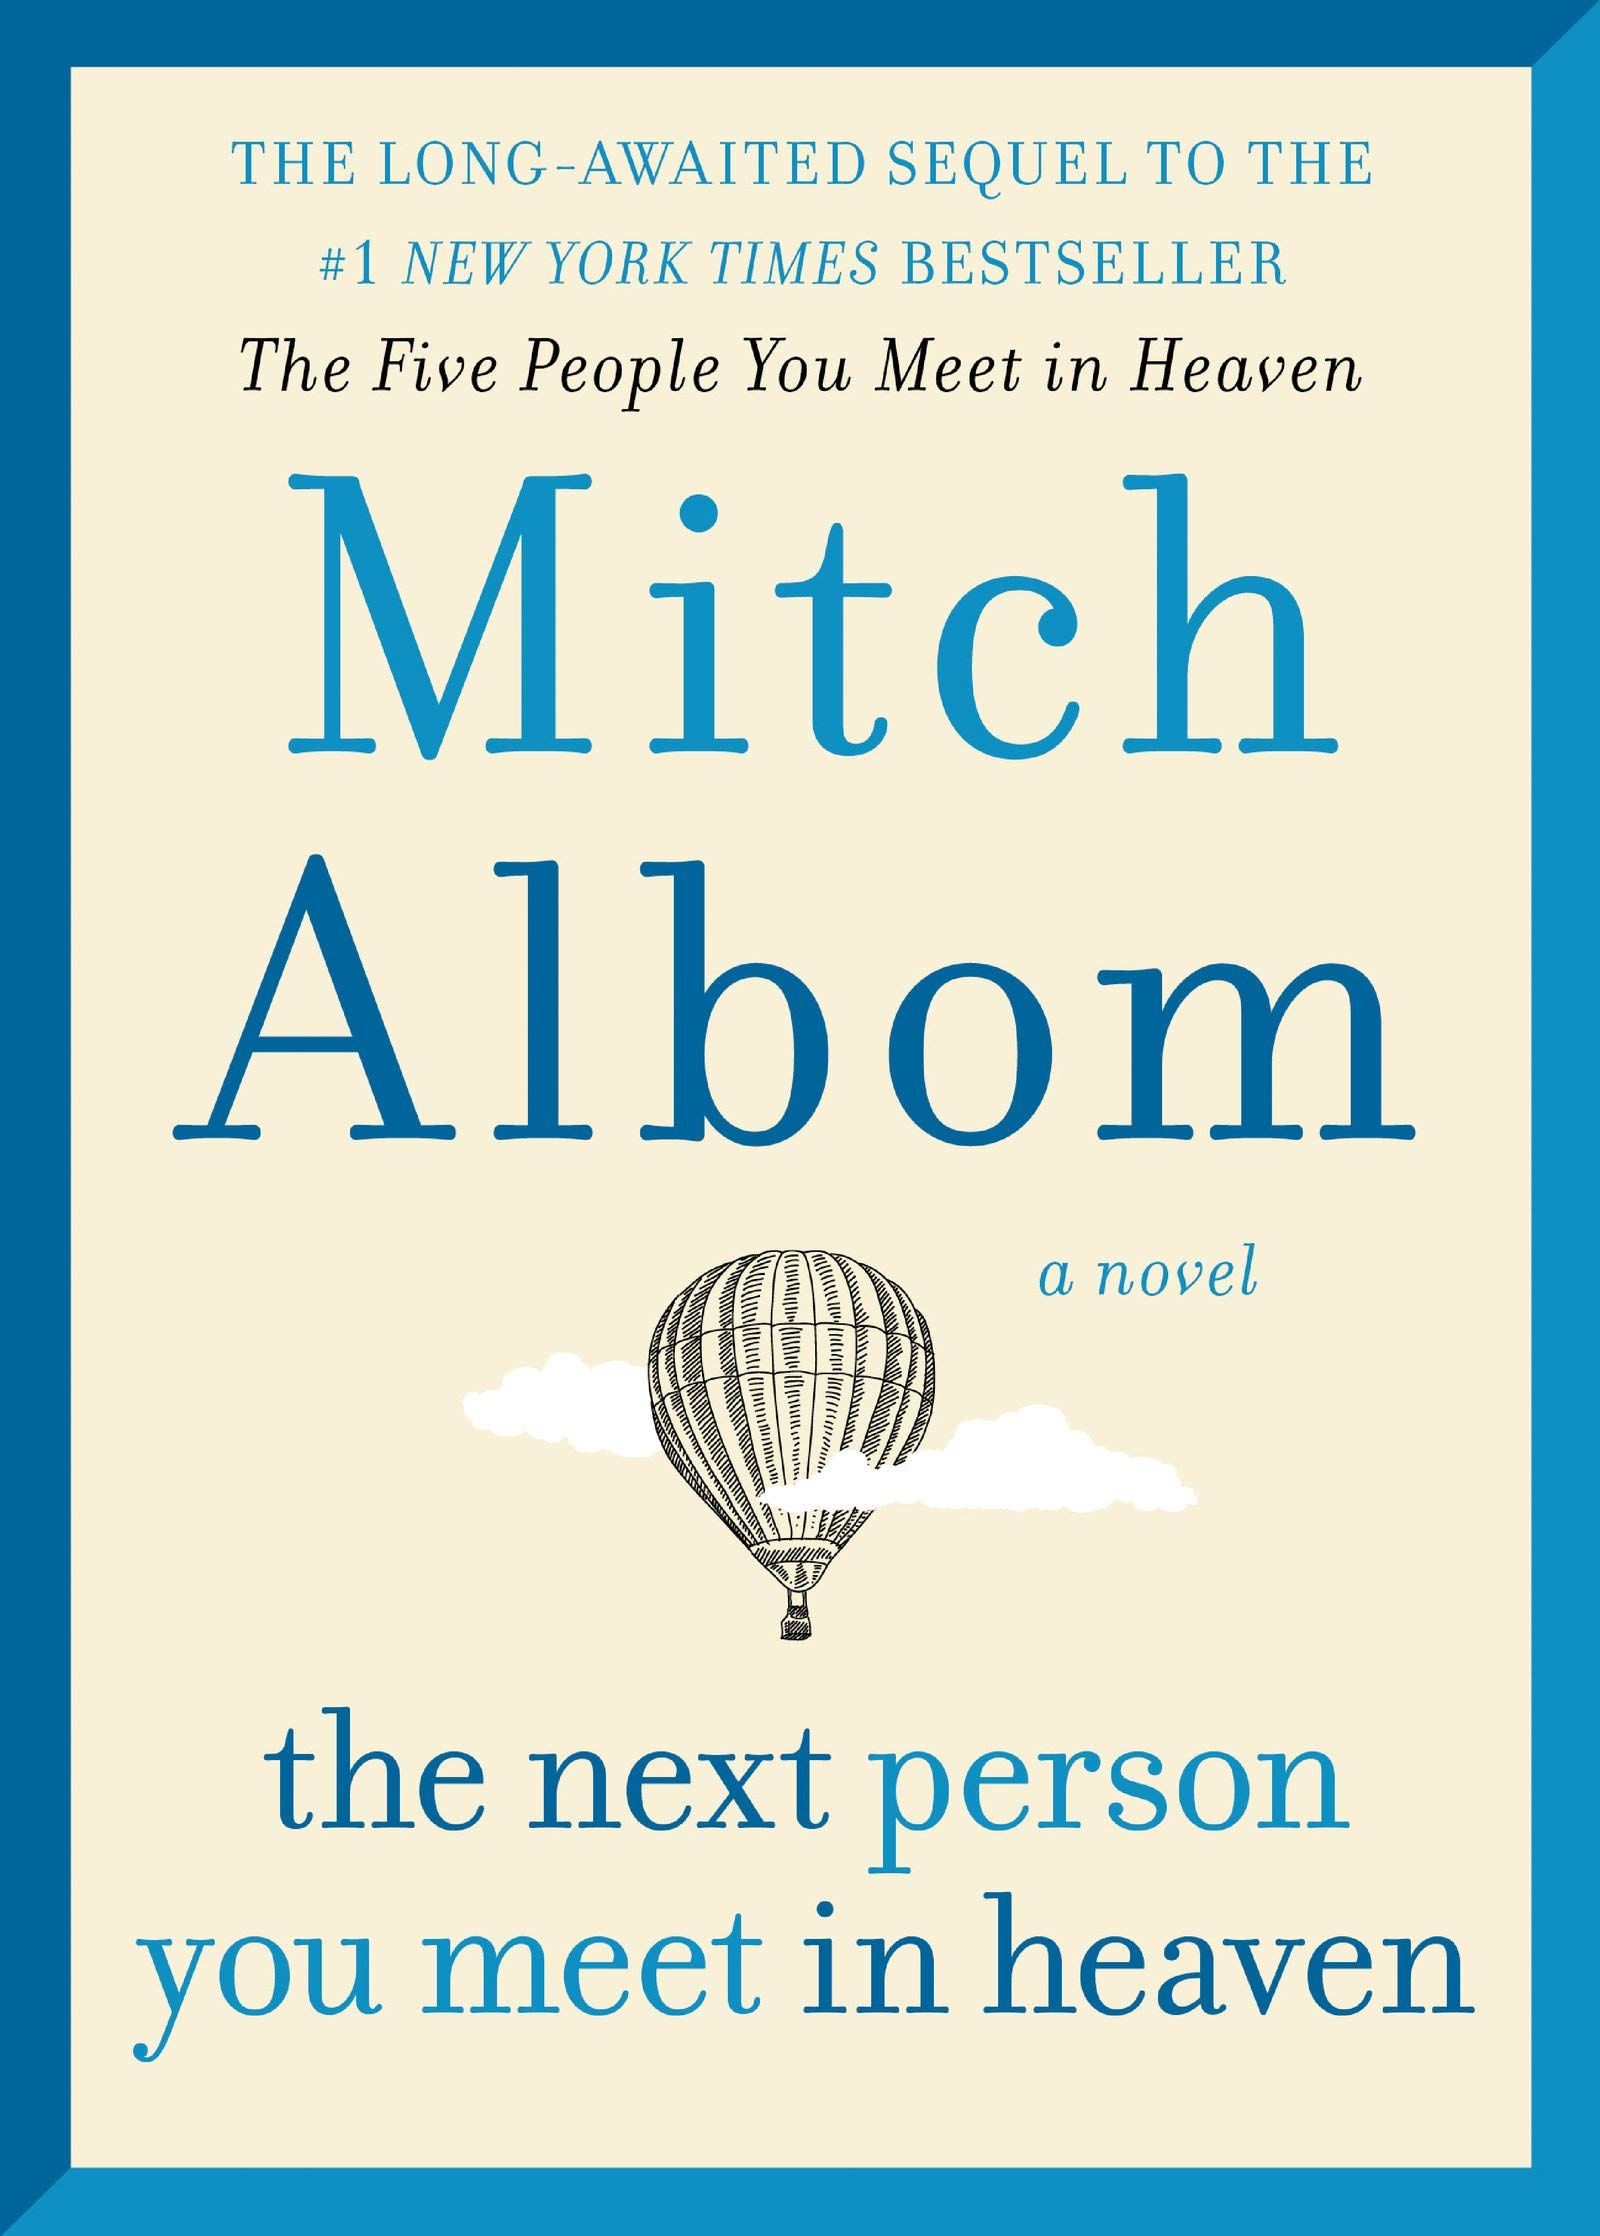 THE LONG-AWAITED SEQUEL TO THE
#1 NEW YORK TIMES BESTSELLER
The Five People You Meet in Heaven
Mitch
Albom
a novel
the next person
you meet in heaven